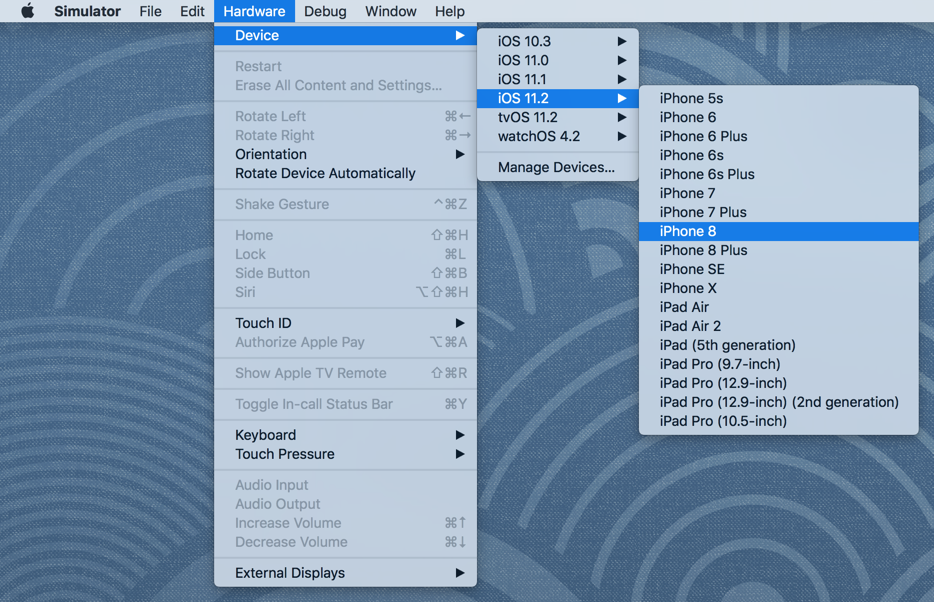 Simulator File Edit Hardware Debug Window Help
Device
Restart
Erase All Content and Settings...
Rotate Left ⌘←
Rotate Right ⌘→
Orientation
Rotate Device Automatically
Shake Gesture ^⌘Z
Home ⇧⌘H
Lock ⌘L
Side Button ⇧⌘B
Siri ⌥⇧⌘H
Touch ID
Authorize Apple Pay ⌥⌘A
Show Apple TV Remote ⇧⌘R
Toggle In-call Status Bar ⌘Y
Keyboard
Touch Pressure
Audio Input
Audio Output
Increase Volume ⌘↑
Decrease Volume ⌘↓
External Displays
iOS 10.3
iOS 11.0
iOS 11.1
iOS 11.2
tvOS 11.2
watchOS 4.2
Manage Devices...
iPhone 5s
iPhone 6
iPhone 6 Plus
iPhone 6s
iPhone 6s Plus
iPhone 7
iPhone 7 Plus
iPhone 8
iPhone 8 Plus
iPhone SE
iPhone X
iPad Air
iPad Air 2
iPad (5th generation)
iPad Pro (9.7-inch)
iPad Pro (12.9-inch)
iPad Pro (12.9-inch) (2nd generation)
iPad Pro (10.5-inch)